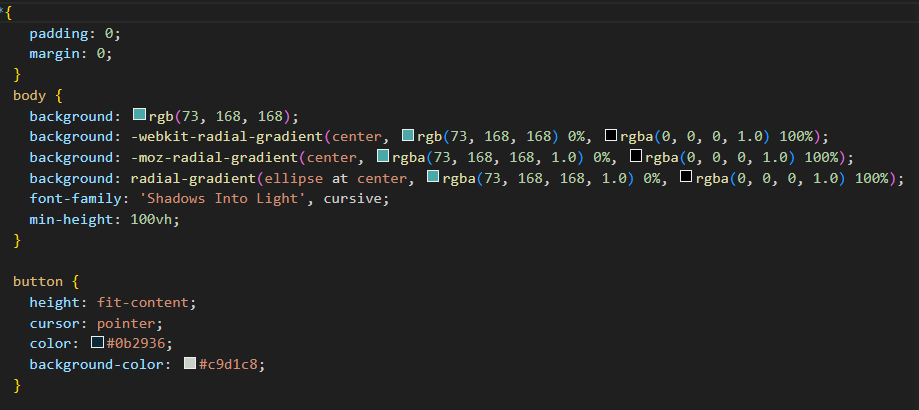 *{
padding: 0;
margin: 0;
}
body {
background: rgb(73, 168, 168);
background: -webkit-radial-gradient(center, rgb(73, 168, 168) 0%, rgba(0, 0, 0, 1.0) 100%);
background: -moz-radial-gradient(center, rgba(73, 168, 168, 1.0) 0%, rgba(0, 0, 0, 1.0) 100%);
background: radial-gradient(ellipse at center, rgba(73, 168, 168, 1.0) 0%, rgba(0, 0, 0, 1.0) 100%);
font-family: 'Shadows Into Light', cursive;
min-height: 100vh;
}
button {
height: fit-content;
cursor: pointer;
color: #0b2936;
background-color: #c9d1c8;
}